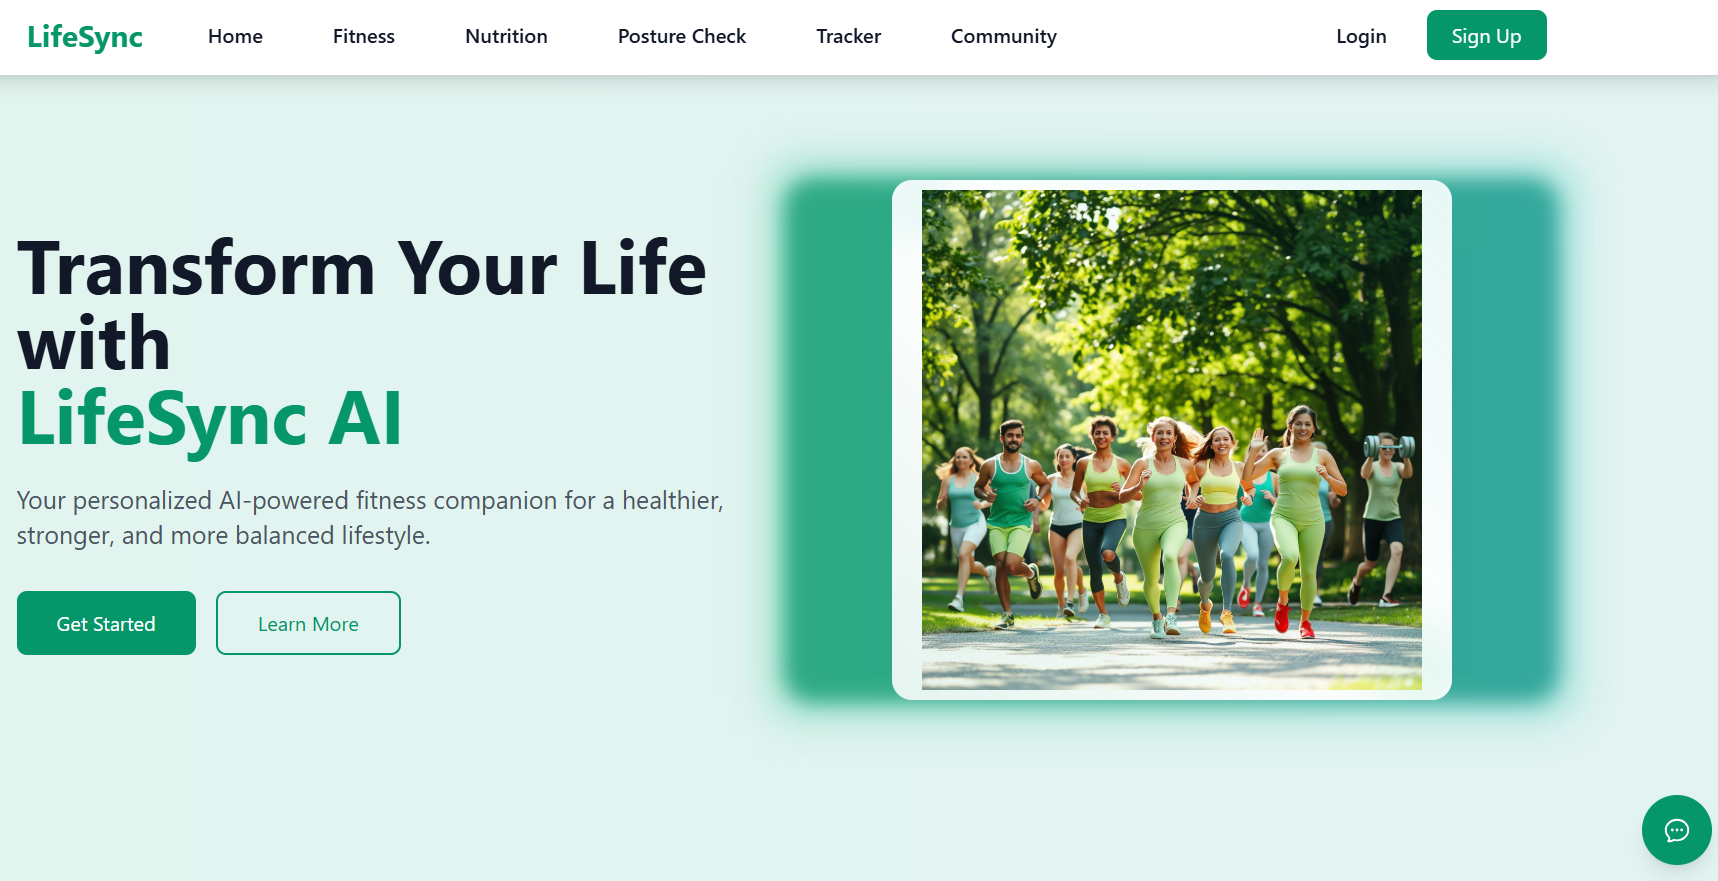 LifeSync
Home
Fitness
Nutrition
Posture Check
Tracker
Community
Login
Sign Up
Transform Your Life
with
LifeSync AI
Your personalized AI-powered fitness companion for a healthier,
stronger, and more balanced lifestyle.
Get Started
Learn More